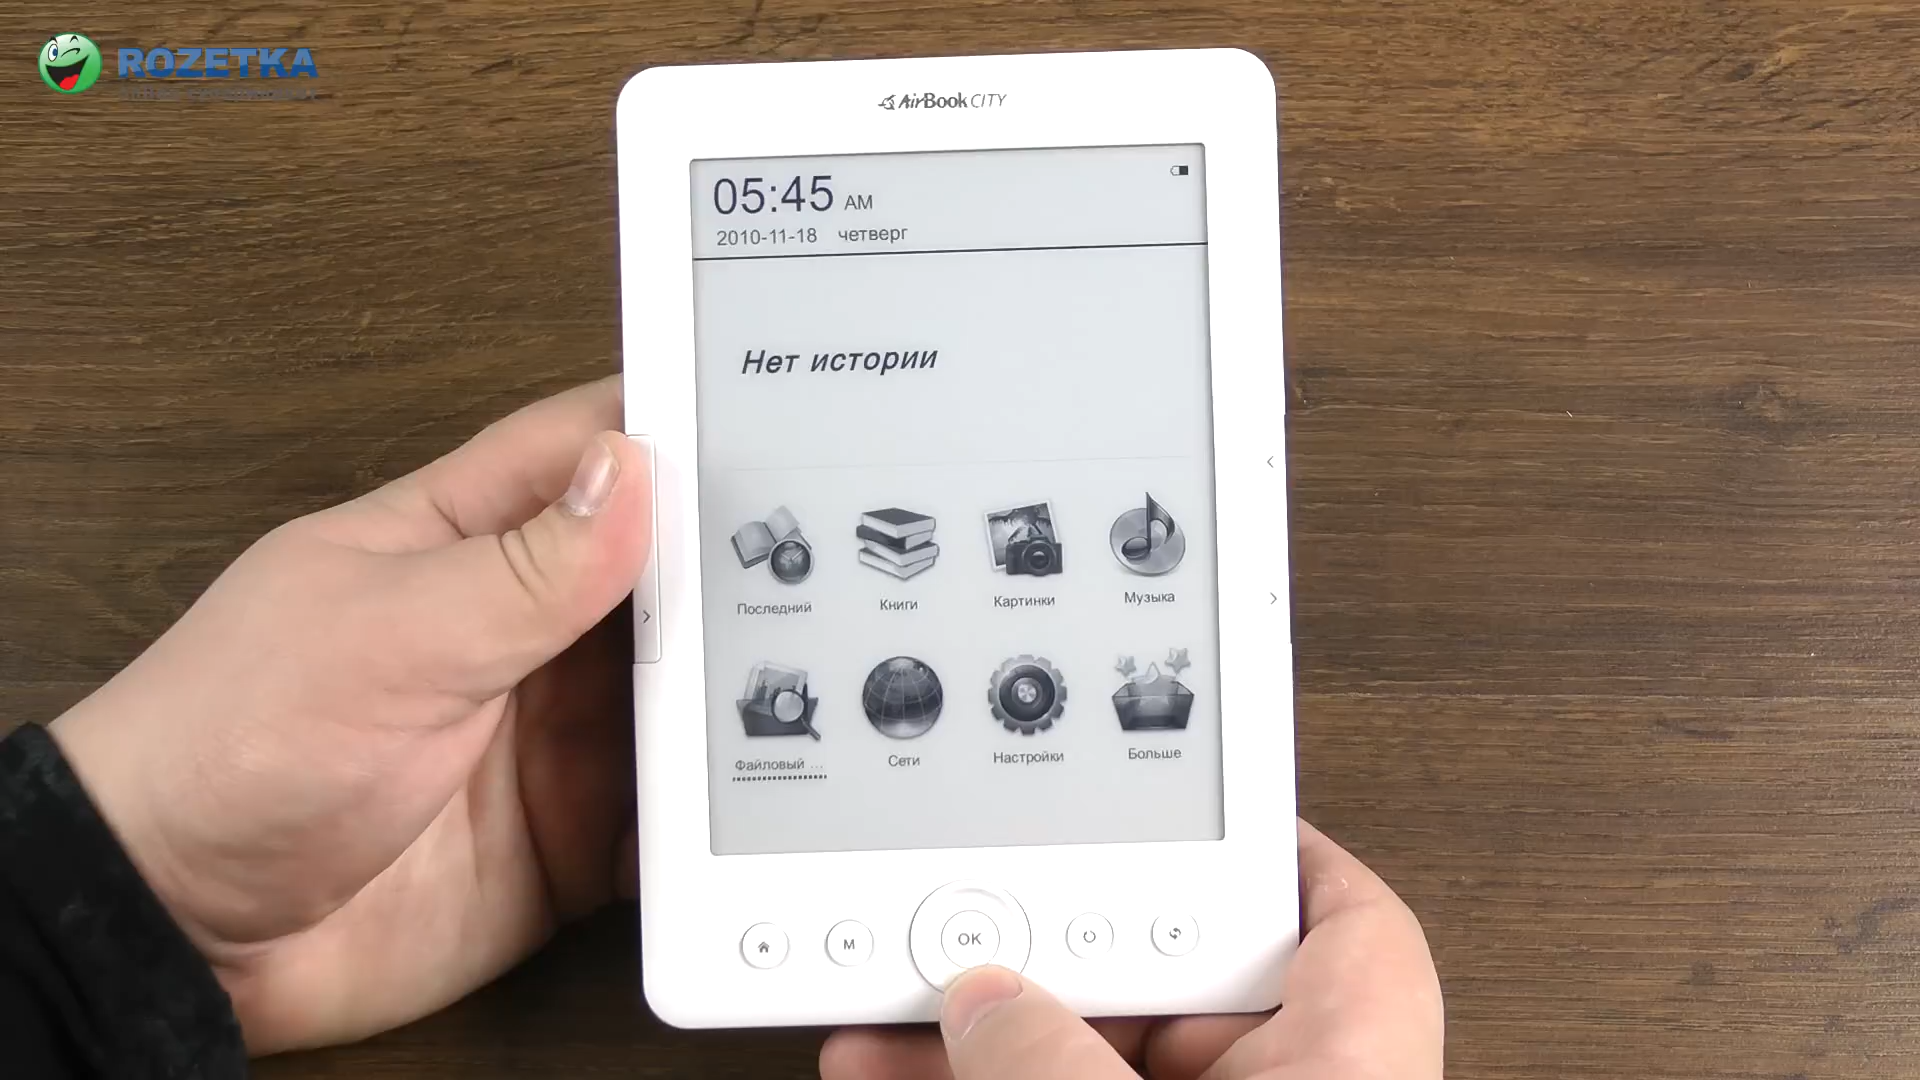 ROZETKA
AirBook CITY
05:45 AM
2010-11-18 четверг
Нет истории
Последний Книги Картинки Музыка
Файловый ... Сети Настройки Больше
M OK